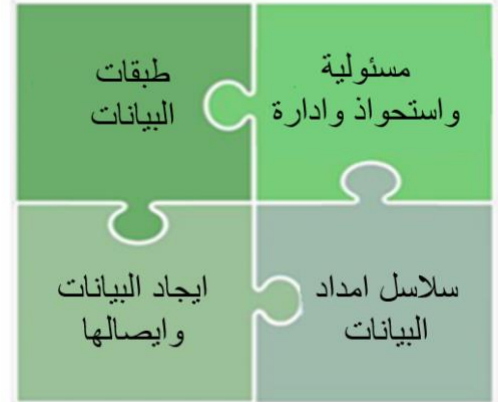 مسئولية
واستحواذ وادارة
طبقات
البيانات
سلاسل امداد
البيانات
ايجاد البيانات
وايصالها